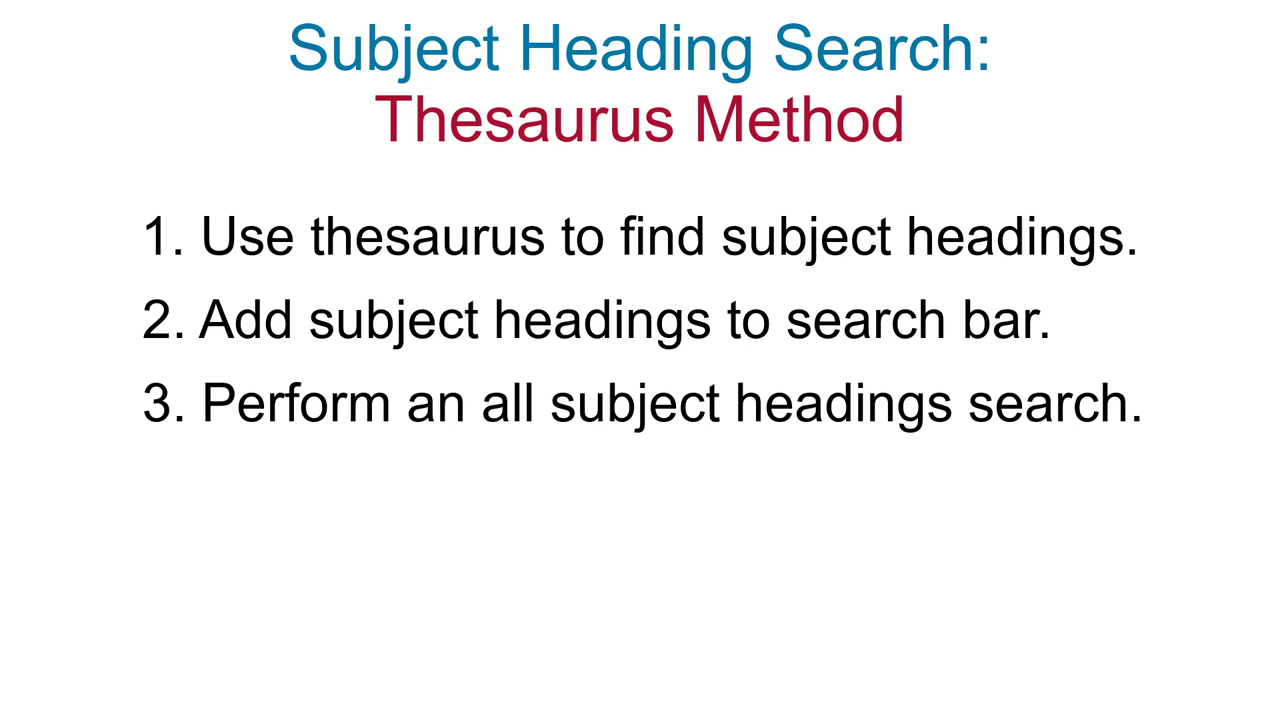 Subject Heading Search:
Thesaurus Method
1. Use thesaurus to find subject headings.
2. Add subject headings to search bar.
3. Perform an all subject headings search.